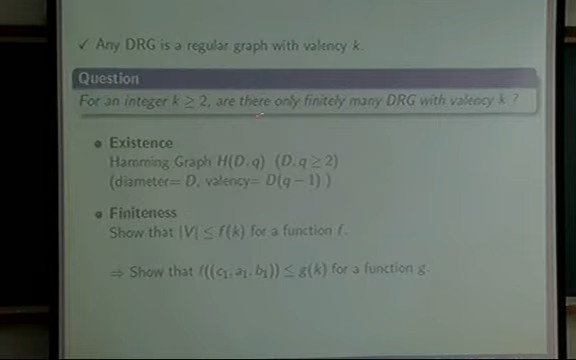 ✓ Any DRG is a regular graph with valency k.
Question
For an integer k ≥ 2, are there only finitely many DRG with valency k ?
• Existence
Hamming Graph H(D, q) (D, q ≥ 2)
(diameter= D, valency= D(q − 1) )
• Finiteness
Show that |V| ≤ f(k) for a function f.
⇒ Show that ℓ((c₁, a₁, b₁)) ≤ g(k) for a function g.